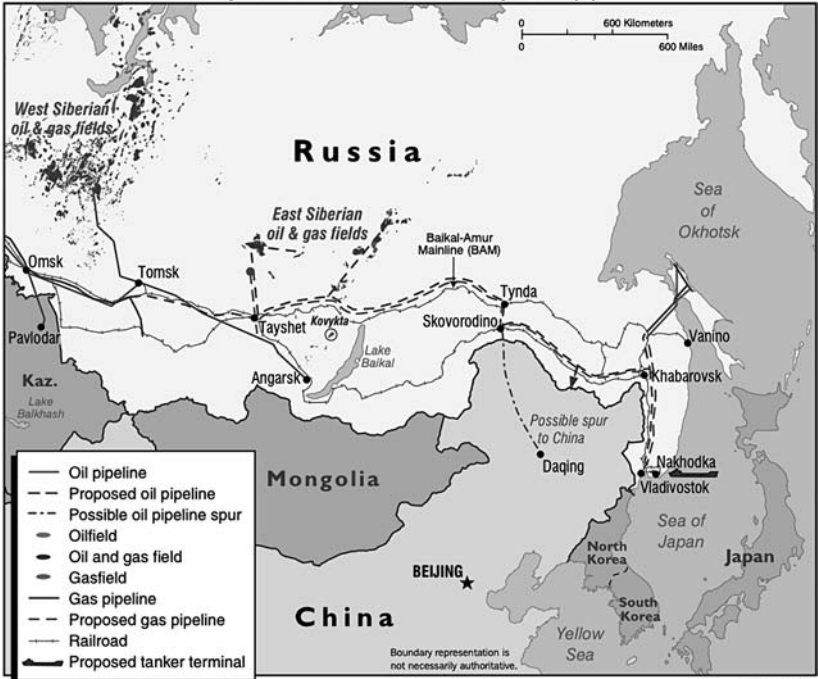 0 600 Kilometers
0 600 Miles
West Siberian
oil & gas fields
Russia
Sea
of
Okhotsk
East Siberian
oil & gas fields
Baikal-Amur
Mainline (BAM)
Omsk
Tomsk
Tynda
Tayshet
Kovykta
Skovorodino
Pavlodar
Vanino
Lake
Baikal
Angarsk
Khabarovsk
Kaz.
Lake
Balkhash
Possible spur
to China
Daqing
Mongolia
Nakhodka
Vladivostok
Oil pipeline
Proposed oil pipeline
Possible oil pipeline spur
Oilfield
Oil and gas field
Gasfield
Gas pipeline
Proposed gas pipeline
Railroad
Proposed tanker terminal
Sea of
Japan
North
Korea
Japan
BEIJING
South
Korea
China
Yellow
Sea
Boundary representation is
not necessarily authoritative.